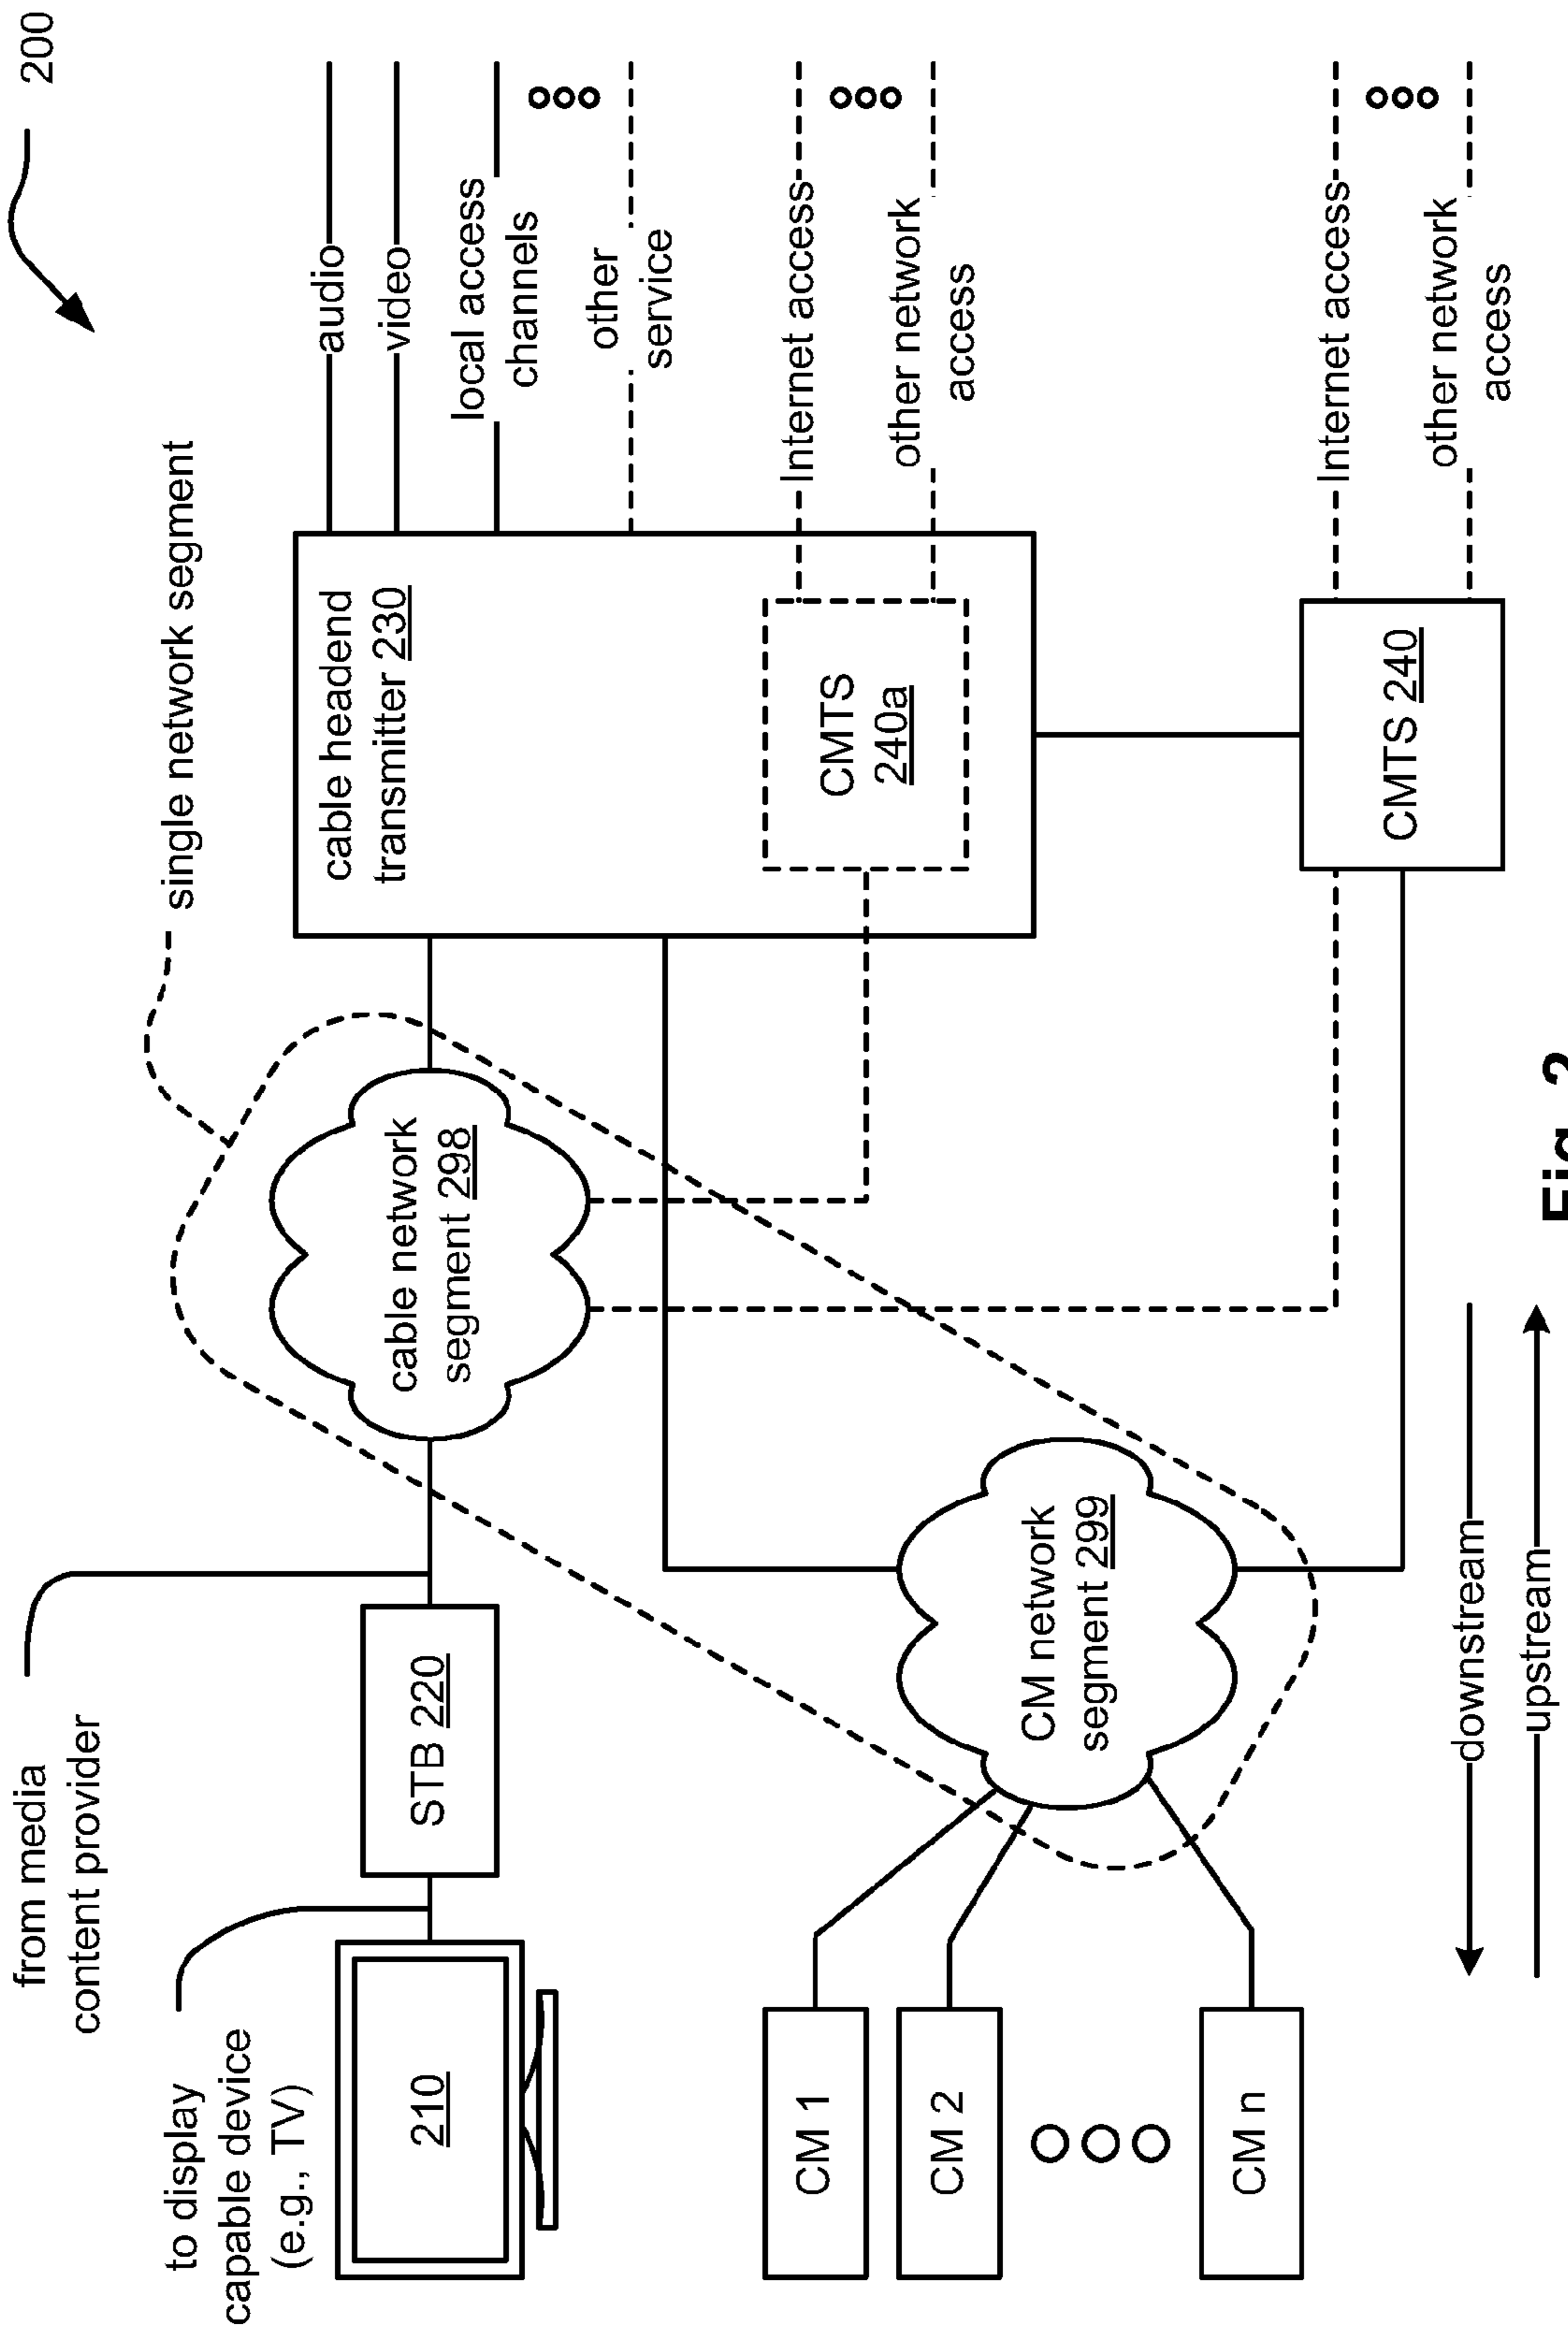 200
from media
content provider
to display
capable device
(e.g., TV)
210
STB 220
single network segment
cable network
segment 298
cable headend
transmitter 230
audio
video
local access
channels
other
service
CMTS
240a
Internet access
other network
access
CM 1
CM 2
CM n
CM network
segment 299
CMTS 240
Internet access
other network
access
downstream
upstream
Fig. 2